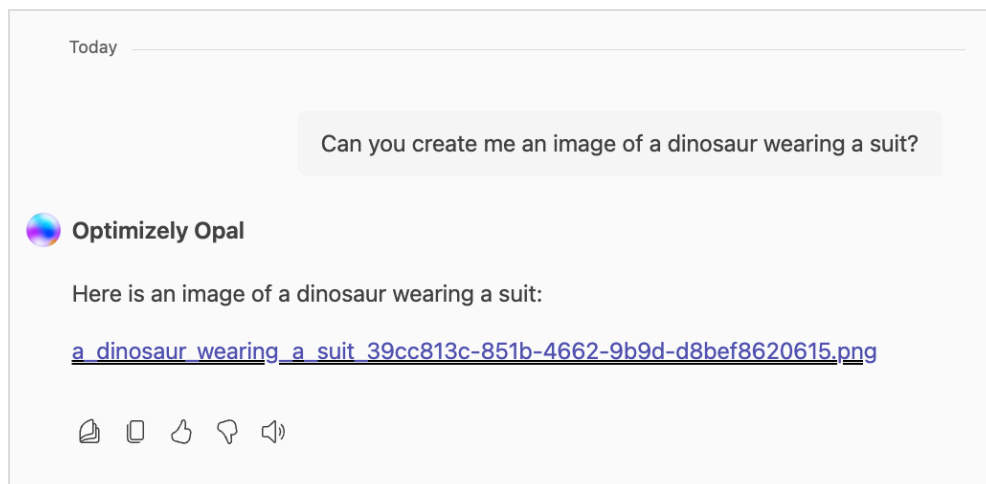 Today
Can you create me an image of a dinosaur wearing a suit?
Optimizely Opal
Here is an image of a dinosaur wearing a suit:
a_dinosaur_wearing_a_suit_39cc813c-851b-4662-9b9d-d8bef8620615.png